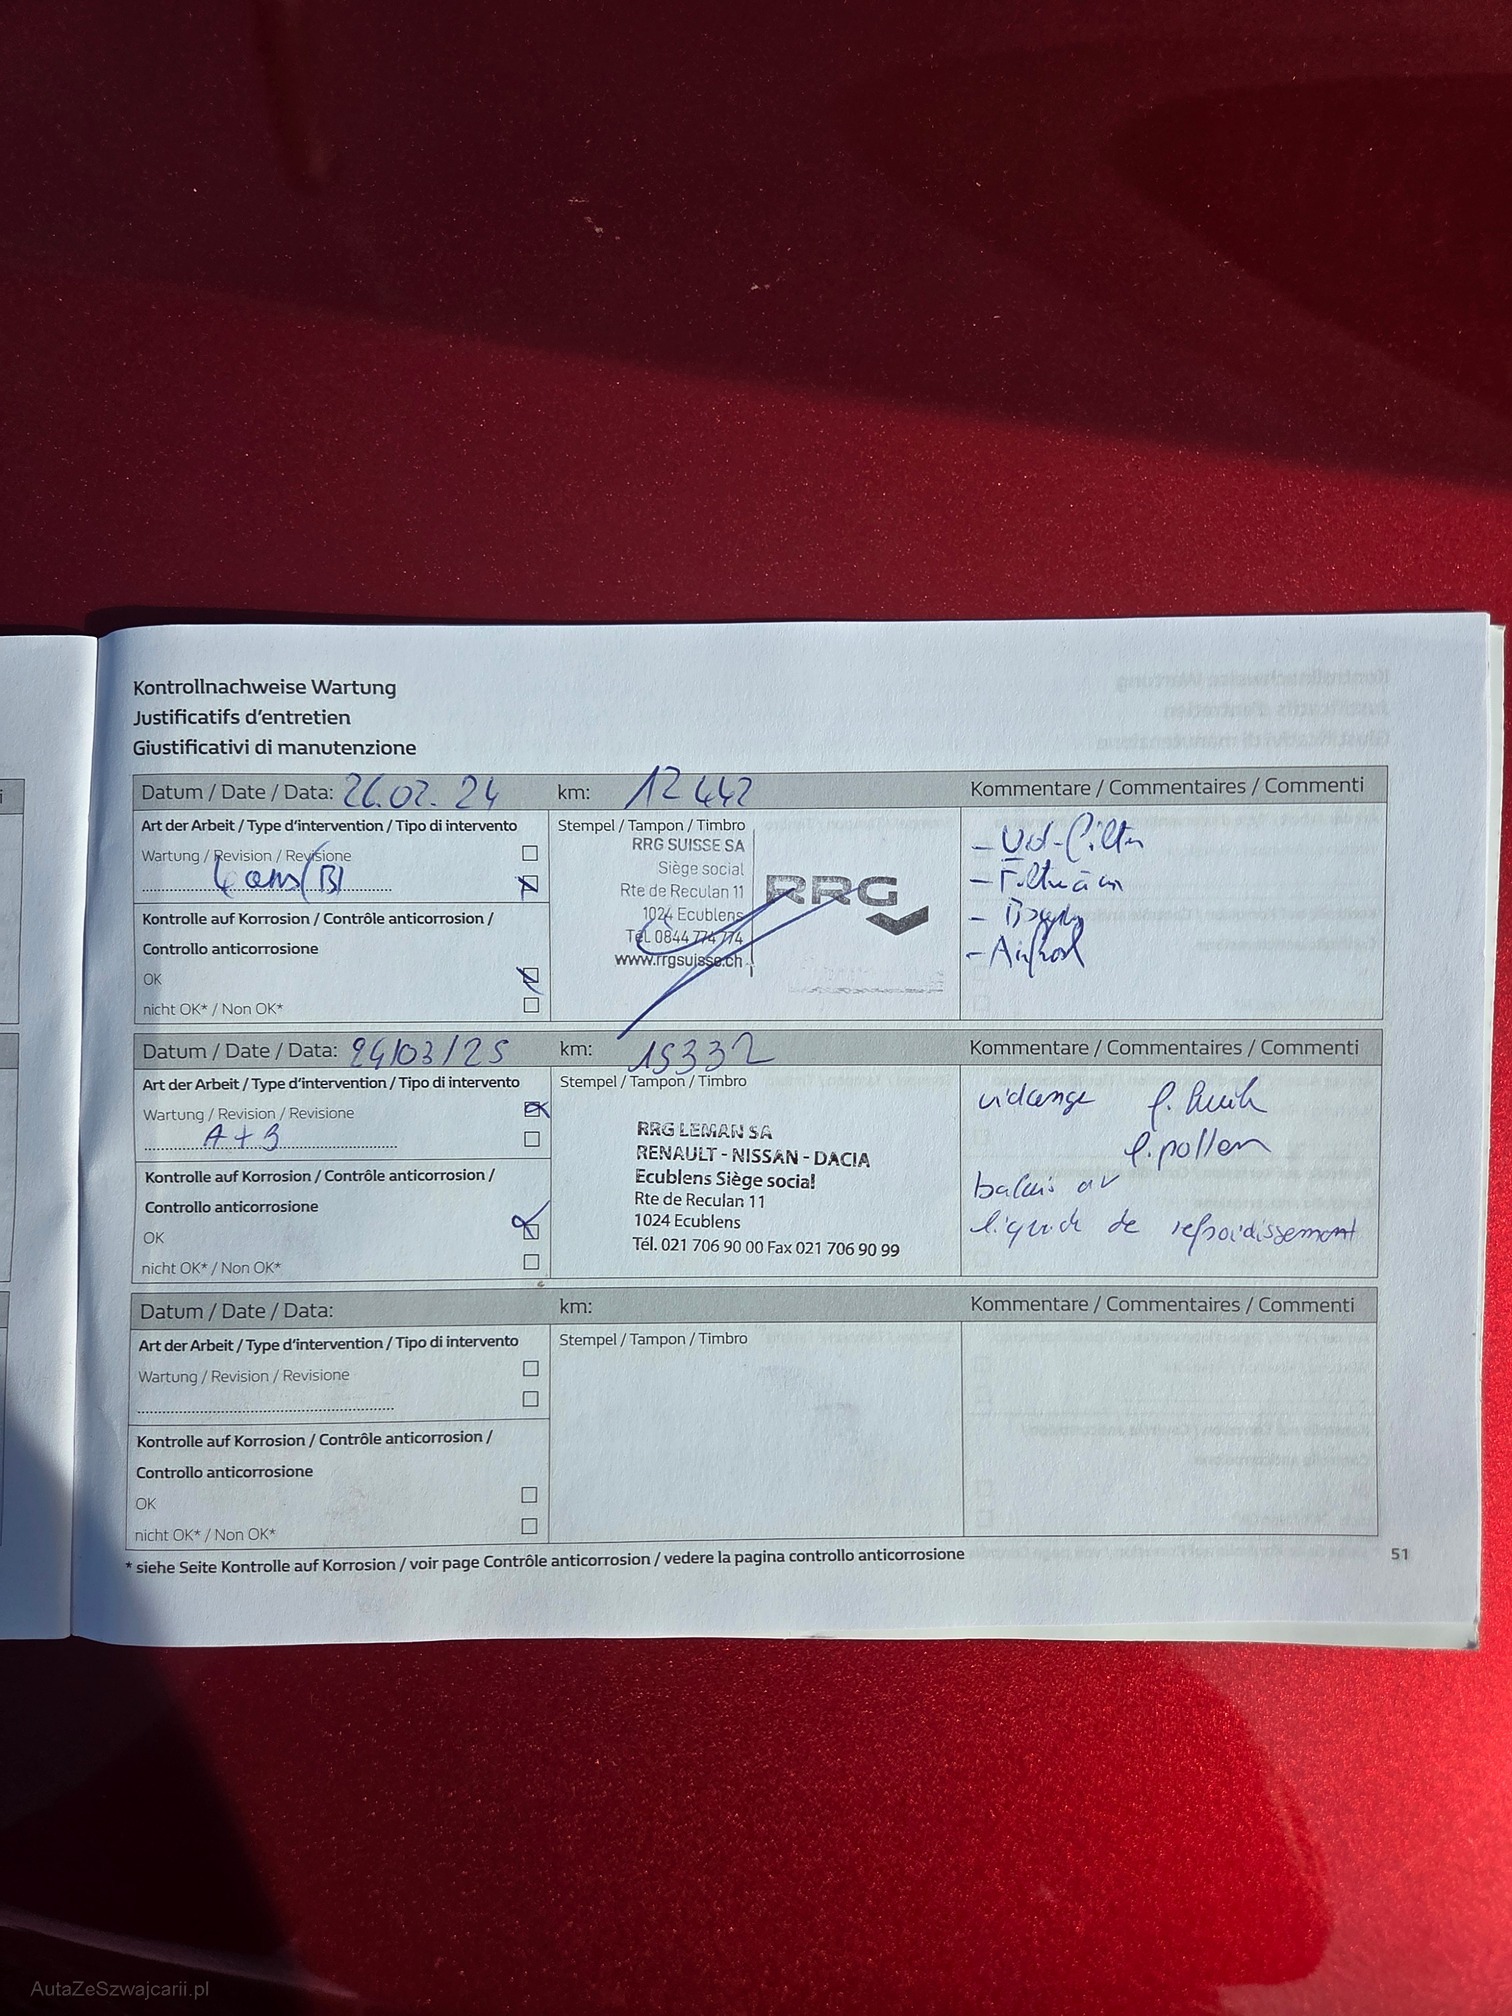 Kontrollnachweise Wartung
Justificatifs d'entretien
Giustificativi di manutenzione
Datum / Date / Data: 26.02.24 km: 12 442 Kommentare / Commentaires / Commenti
Art der Arbeit / Type d'intervention / Tipo di intervento
Wartung / Revision / Revisione
4 ans (B)
Kontrolle auf Korrosion / Contrôle anticorrosion /
Controllo anticorrosione
OK
nicht OK* / Non OK*
Stempel / Tampon / Timbro
RRG SUISSE SA
Siège social
Rte de Reculan 11
1024 Ecublens
Tél. 0844 774 774
www.rrgsuisse.ch
RRG
- Filtre à
Datum / Date / Data: 24/03/25 km: 15332 Kommentare / Commentaires / Commenti
Art der Arbeit / Type d'intervention / Tipo di intervento
Wartung / Revision / Revisione
A + B
Kontrolle auf Korrosion / Contrôle anticorrosion /
Controllo anticorrosione
OK
nicht OK* / Non OK*
Stempel / Tampon / Timbro
RRG LEMAN SA
RENAULT - NISSAN - DACIA
Ecublens Siège social
Rte de Reculan 11
1024 Ecublens
Tél. 021 706 90 00 Fax 021 706 90 99
vidange f. huile
f. pollen
balais av
liquide de refroidissement
Datum / Date / Data: km: Kommentare / Commentaires / Commenti
Art der Arbeit / Type d'intervention / Tipo di intervento
Wartung / Revision / Revisione
Kontrolle auf Korrosion / Contrôle anticorrosion /
Controllo anticorrosione
OK
nicht OK* / Non OK*
Stempel / Tampon / Timbro
* siehe Seite Kontrolle auf Korrosion / voir page Contrôle anticorrosion / vedere la pagina controllo anticorrosione
51
AutaZeSzwajcarii.pl